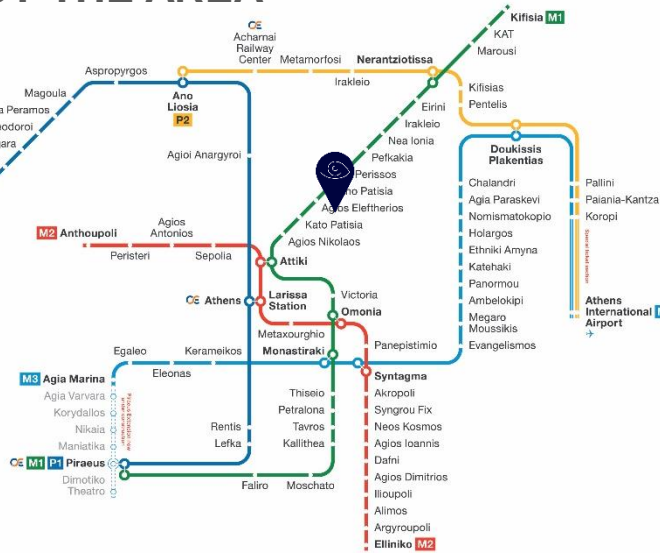 OF THE AREA
Kifisia M1
KAT
Marousi
Acharnai
Railway
Center
Metamorfosi
Nerantziotissa
Irakleio
Aspropyrgos
Magoula
Ano
Liosia
P2
Kifisias
Pentelis
Eirini
Irakleio
Nea Ionia
Pefkakia
Perissos
Agioi Anargyroi
Agios Eleftherios
Kato Patisia
Agios Nikolaos
Doukissis
Plakentias
Chalandri
Agia Paraskevi
Nomismatokopio
Holargos
Ethniki Amyna
Katehaki
Panormou
Ambelokipi
Megaro
Moussikis
Evangelismos
Pallini
Paiania-Kantza
Koropi
Athens
International
Airport
M2 Anthoupoli
Agios
Antonios
Peristeri
Sepolia
Attiki
Athens
Larissa
Station
Victoria
Omonia
Metaxourghio
Monastiraki
Panepistimio
Egaleo
Kerameikos
Eleonas
M3 Agia Marina
Agia Varvara
Korydallos
Nikaia
Maniatika
M1 P1 Piraeus
Dimotiko
Theatro
Syntagma
Akropoli
Syngrou Fix
Neos Kosmos
Agios Ioannis
Dafni
Agios Dimitrios
Ilioupoli
Alimos
Argyroupoli
Elliniko M2
Thiseio
Petralona
Tavros
Kallithea
Rentis
Lefka
Faliro
Moschato